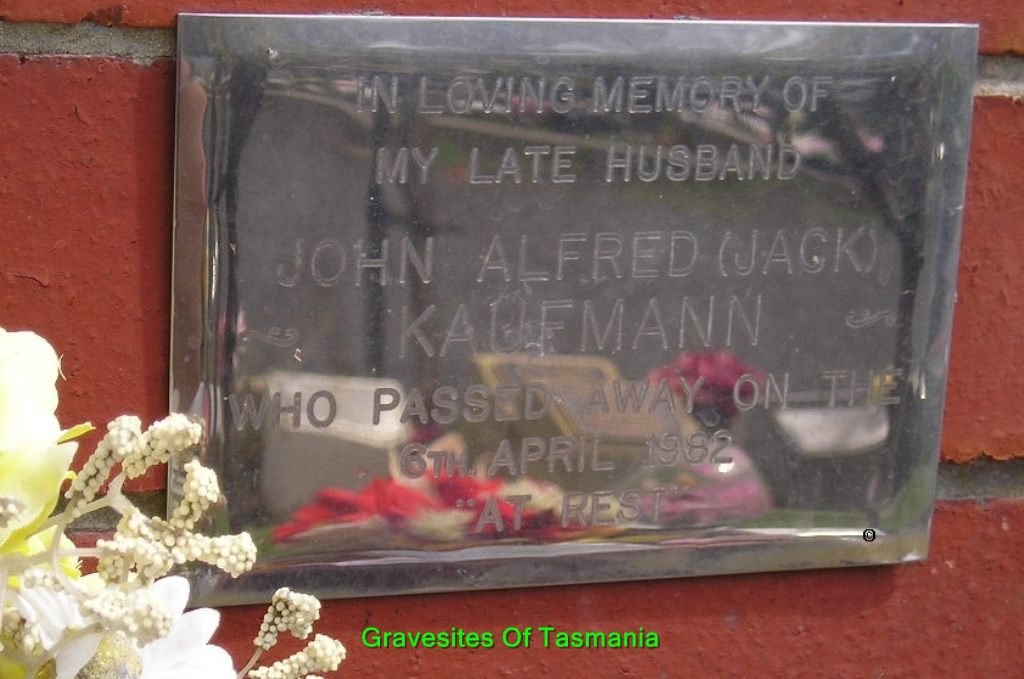 IN LOVING MEMORY OF
MY LATE HUSBAND
JOHN ALFRED (JACK)
KAUFMANN
WHO PASSED AWAY ON THE
6TH. APRIL 1982
"AT REST"
©
Gravesites Of Tasmania